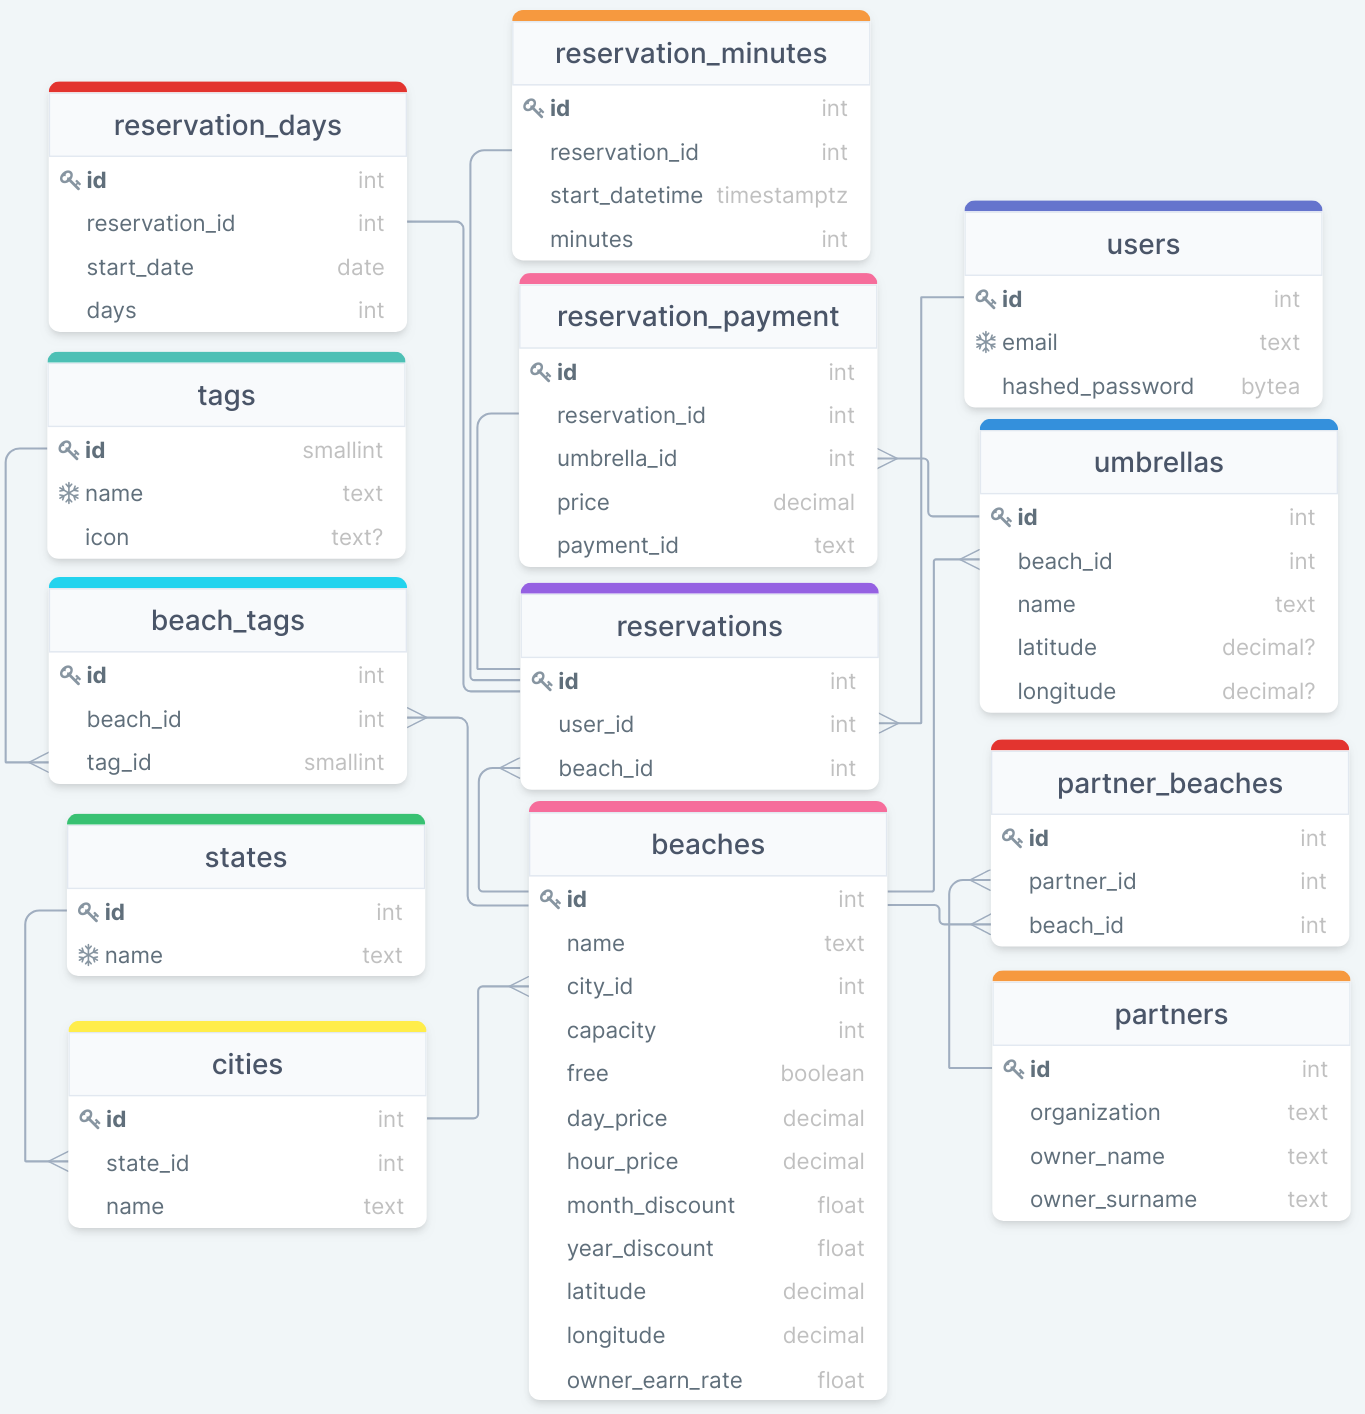 reservation_days
id int
reservation_id int
start_date date
days int
tags
id smallint
name text
icon text?
beach_tags
id int
beach_id int
tag_id smallint
states
id int
name text
cities
id int
state_id int
name text
reservation_minutes
id int
reservation_id int
start_datetime timestamptz
minutes int
reservation_payment
id int
reservation_id int
umbrella_id int
price decimal
payment_id text
reservations
id int
user_id int
beach_id int
beaches
id int
name text
city_id int
capacity int
free boolean
day_price decimal
hour_price decimal
month_discount float
year_discount float
latitude decimal
longitude decimal
owner_earn_rate float
users
id int
email text
hashed_password bytea
umbrellas
id int
beach_id int
name text
latitude decimal?
longitude decimal?
partner_beaches
id int
partner_id int
beach_id int
partners
id int
organization text
owner_name text
owner_surname text